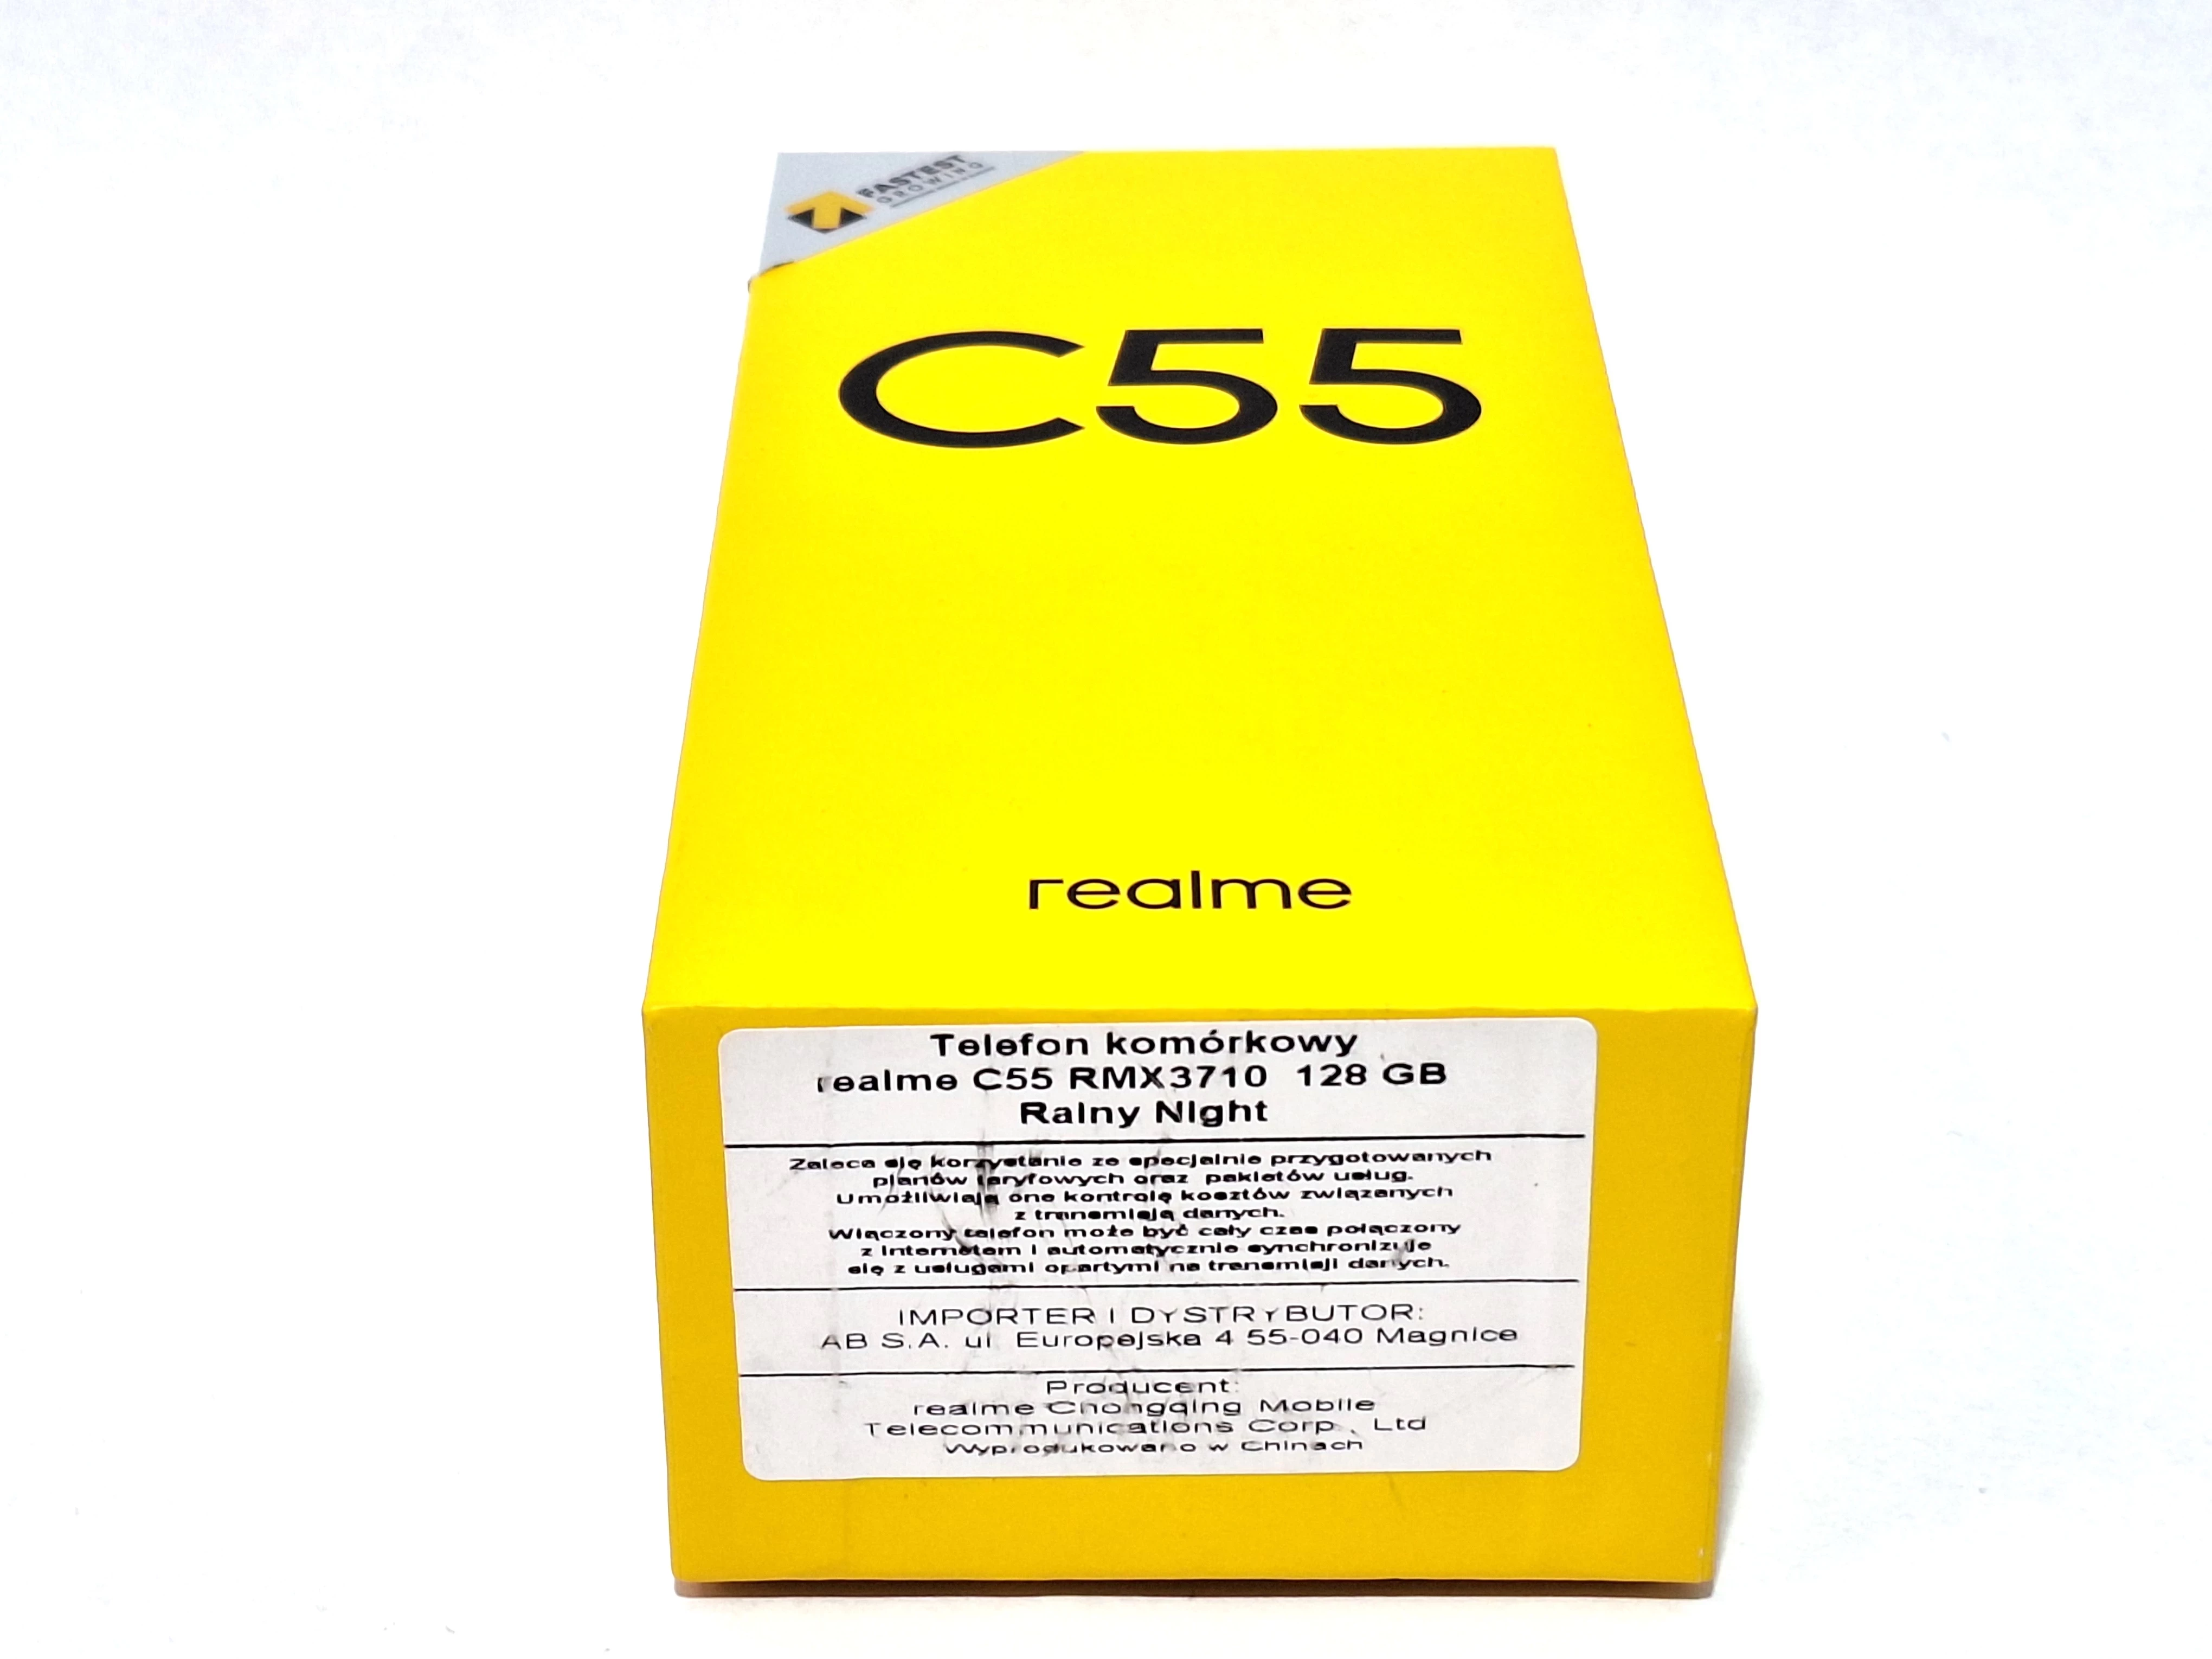 FASTEST
GROWING
C55
realme
Telefon komórkowy
realme C55 RMX3710 128 GB
Rainy Night
Zaleca się korzystanie ze specjalnie przygotowanych
planów taryfowych oraz pakietów usług.
Umożliwiają one kontrolę kosztów związanych
z transmisją danych.
Włączony telefon może być cały czas połączony
z Internetem i automatycznie synchronizuje
się z usługami opartymi na transmisji danych.
IMPORTER I DYSTRYBUTOR:
AB S.A. ul. Europejska 4 55-040 Magnice
Producent:
realme Chongqing Mobile
Telecommunications Corp., Ltd
Wyprodukowano w Chinach